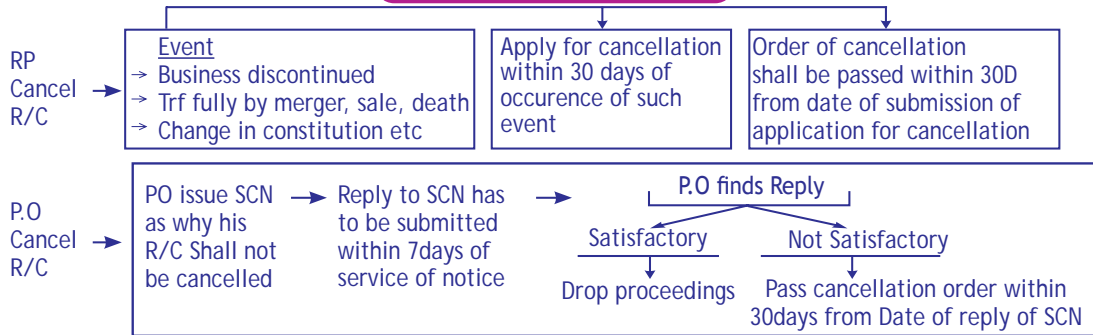 RP
Cancel
R/C
Event
→ Business discontinued
→ Trf fully by merger, sale, death
→ Change in constitution etc
Apply for cancellation
within 30 days of
occurence of such
event
Order of cancellation
shall be passed within 30D
from date of submission of
application for cancellation
P.O
Cancel
R/C
PO issue SCN
as why his
R/C Shall not
be cancelled
Reply to SCN has
to be submitted
within 7days of
service of notice
P.O finds Reply
Satisfactory
Drop proceedings
Not Satisfactory
Pass cancellation order within
30days from Date of reply of SCN